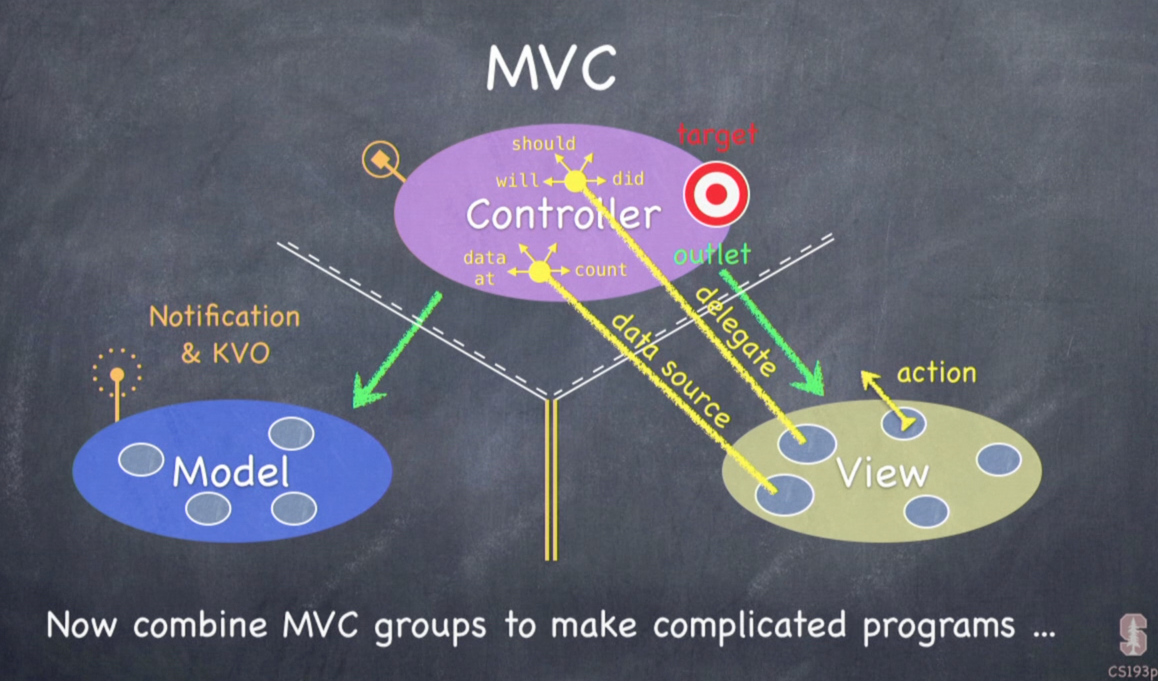 MVC
target
should
will
did
Controller
outlet
data
at
count
Notification
& KVO
delegate
data source
action
Model
View
Now combine MVC groups to make complicated programs ...
S
CS193p